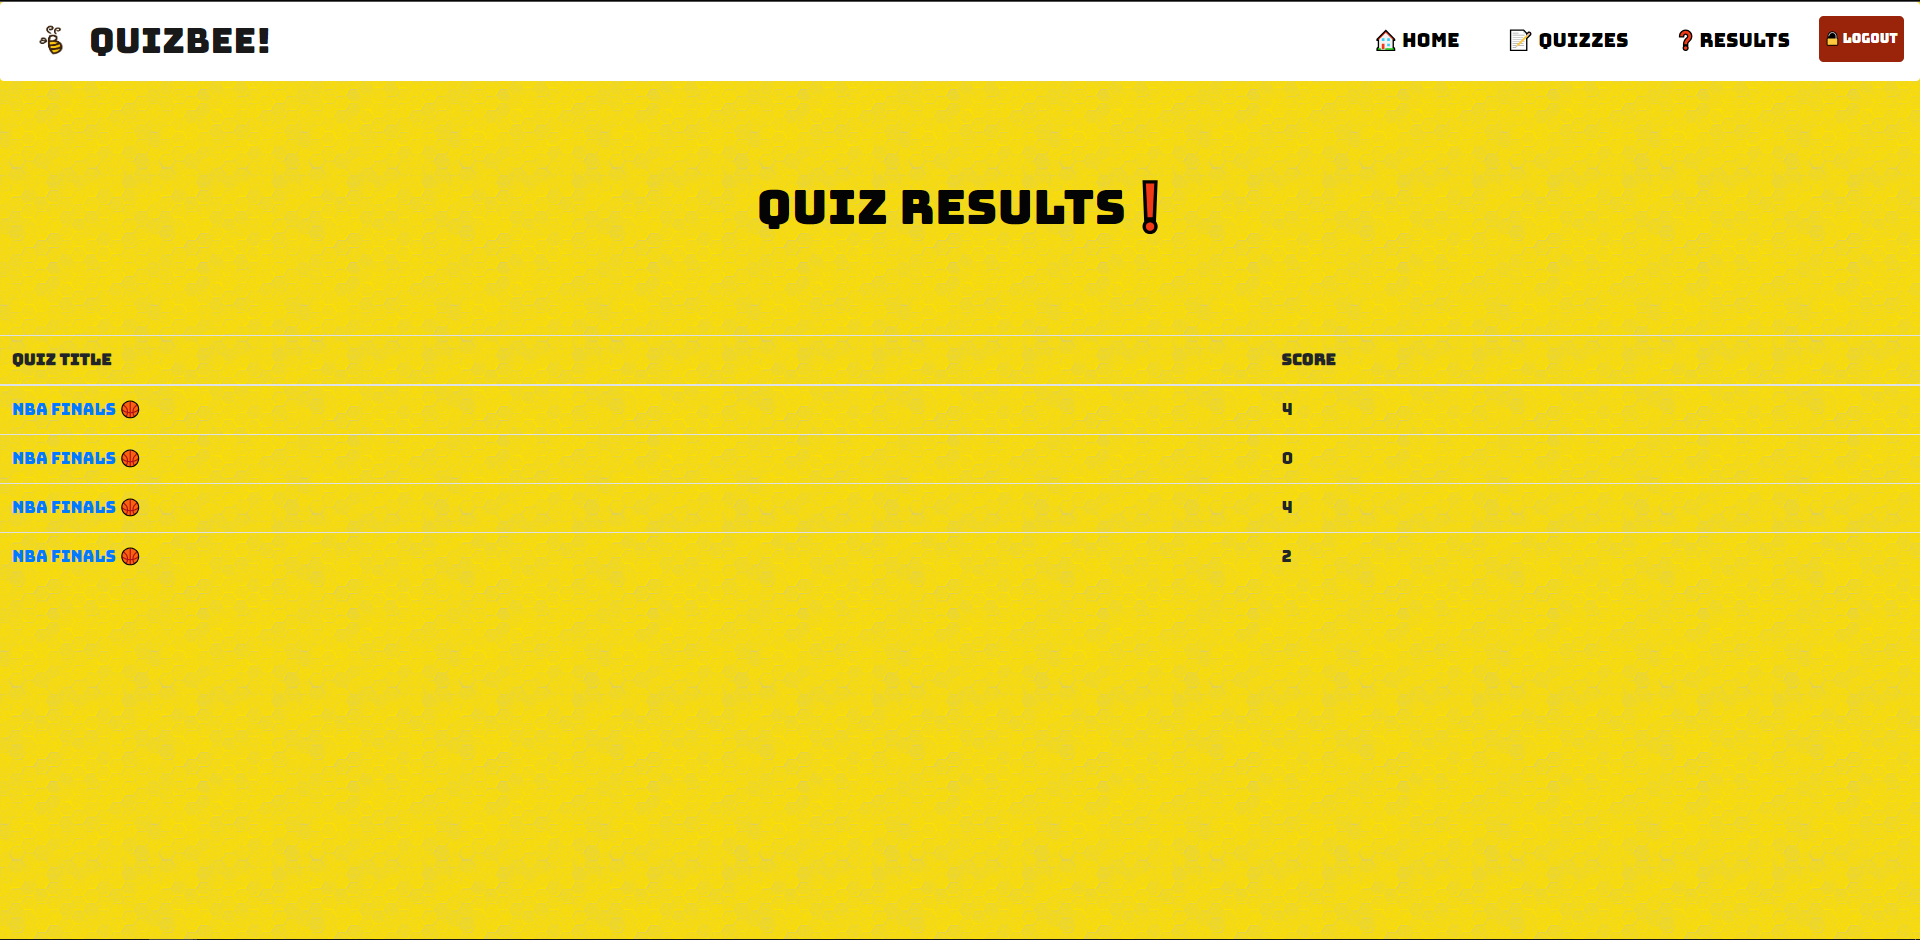 QUIZBEE!
🏠 HOME 📝 QUIZZES ❓ RESULTS 🔒 LOGOUT
QUIZ RESULTS❗
QUIZ TITLE SCORE
NBA FINALS 🏀 4
NBA FINALS 🏀 0
NBA FINALS 🏀 4
NBA FINALS 🏀 2